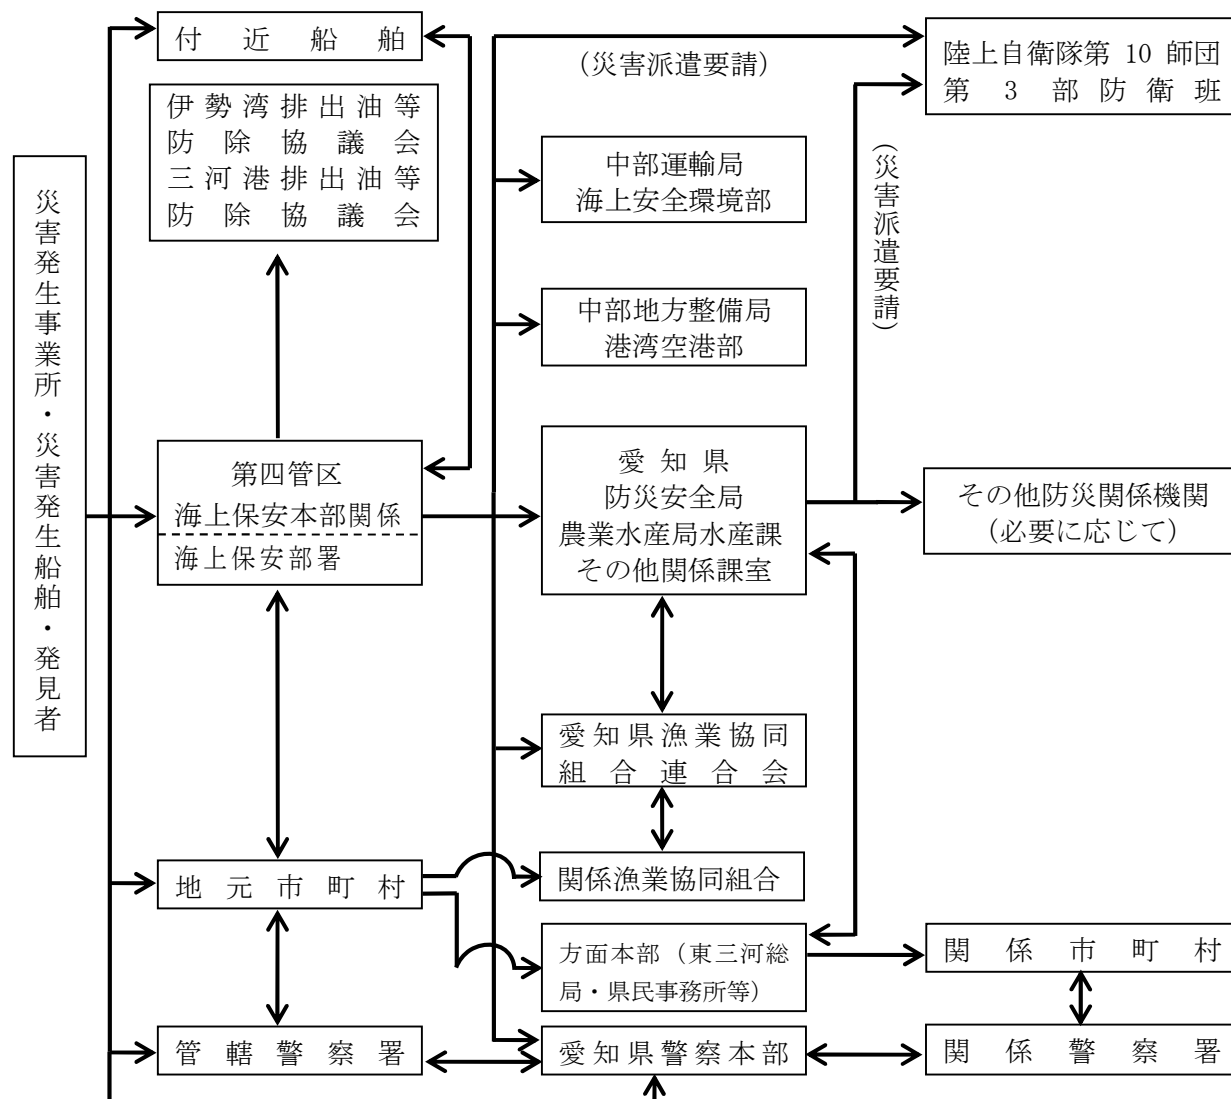 災害発生事業所・災害発生船舶・発見者
付近船舶
伊勢湾排出油等
防除協議会
三河港排出油等
防除協議会
第四管区
海上保安本部関係
海上保安部署
地元市町村
管轄警察署
(災害派遣要請)
中部運輸局
海上安全環境部
中部地方整備局
港湾空港部
愛知県
防災安全局
農業水産局水産課
その他関係課室
愛知県漁業協同
組合連合会
関係漁業協同組合
方面本部（東三河総
局・県民事務所等）
愛知県警察本部
陸上自衛隊第 10 師団
第 3 部防衛班
(災害派遣要請)
その他防災関係機関
(必要に応じて)
関係市町村
関係警察署